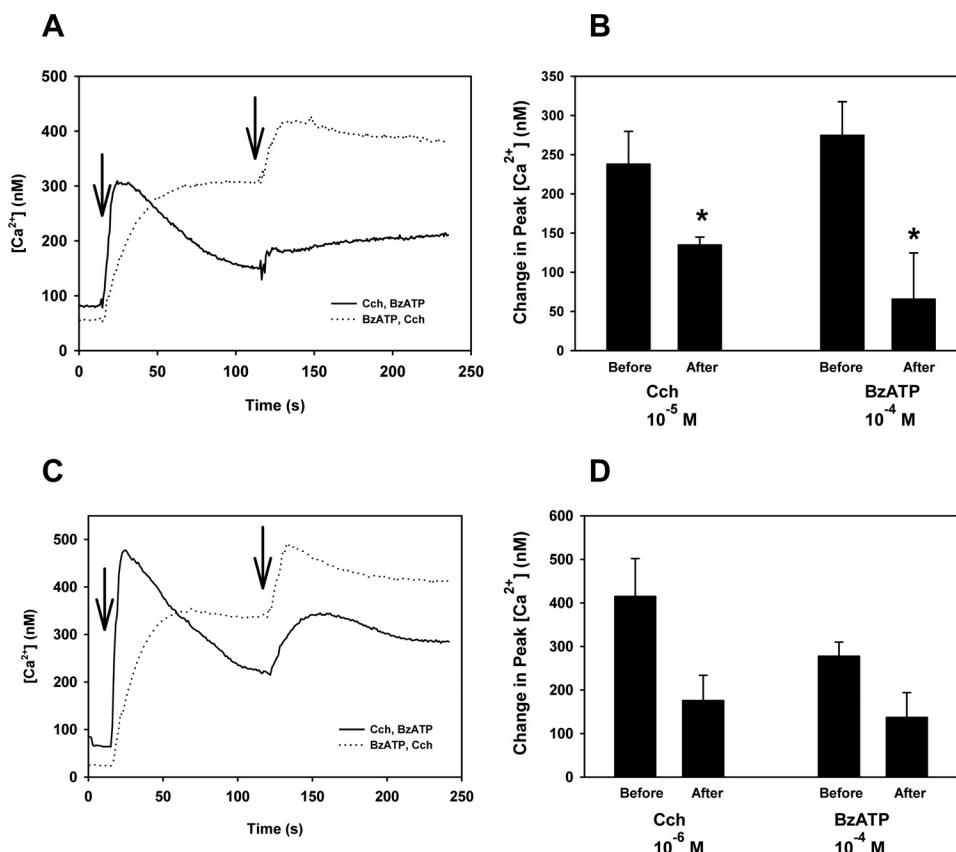 A
[Ca2+] (nM)
500
400
300
200
100
0
Cch, BzATP
BzATP, Cch
0 50 100 150 200 250
Time (s)
B
Change in Peak [Ca2+] (nM)
350
300
250
200
150
100
50
0
*
*
Before After Before After
Cch BzATP
10-5 M 10-4 M
C
[Ca2+] (nM)
500
400
300
200
100
0
Cch, BzATP
BzATP, Cch
0 50 100 150 200 250
Time (s)
D
Change in Peak [Ca2+] (nM)
600
500
400
300
200
100
0
Before After Before After
Cch BzATP
10-6 M 10-4 M